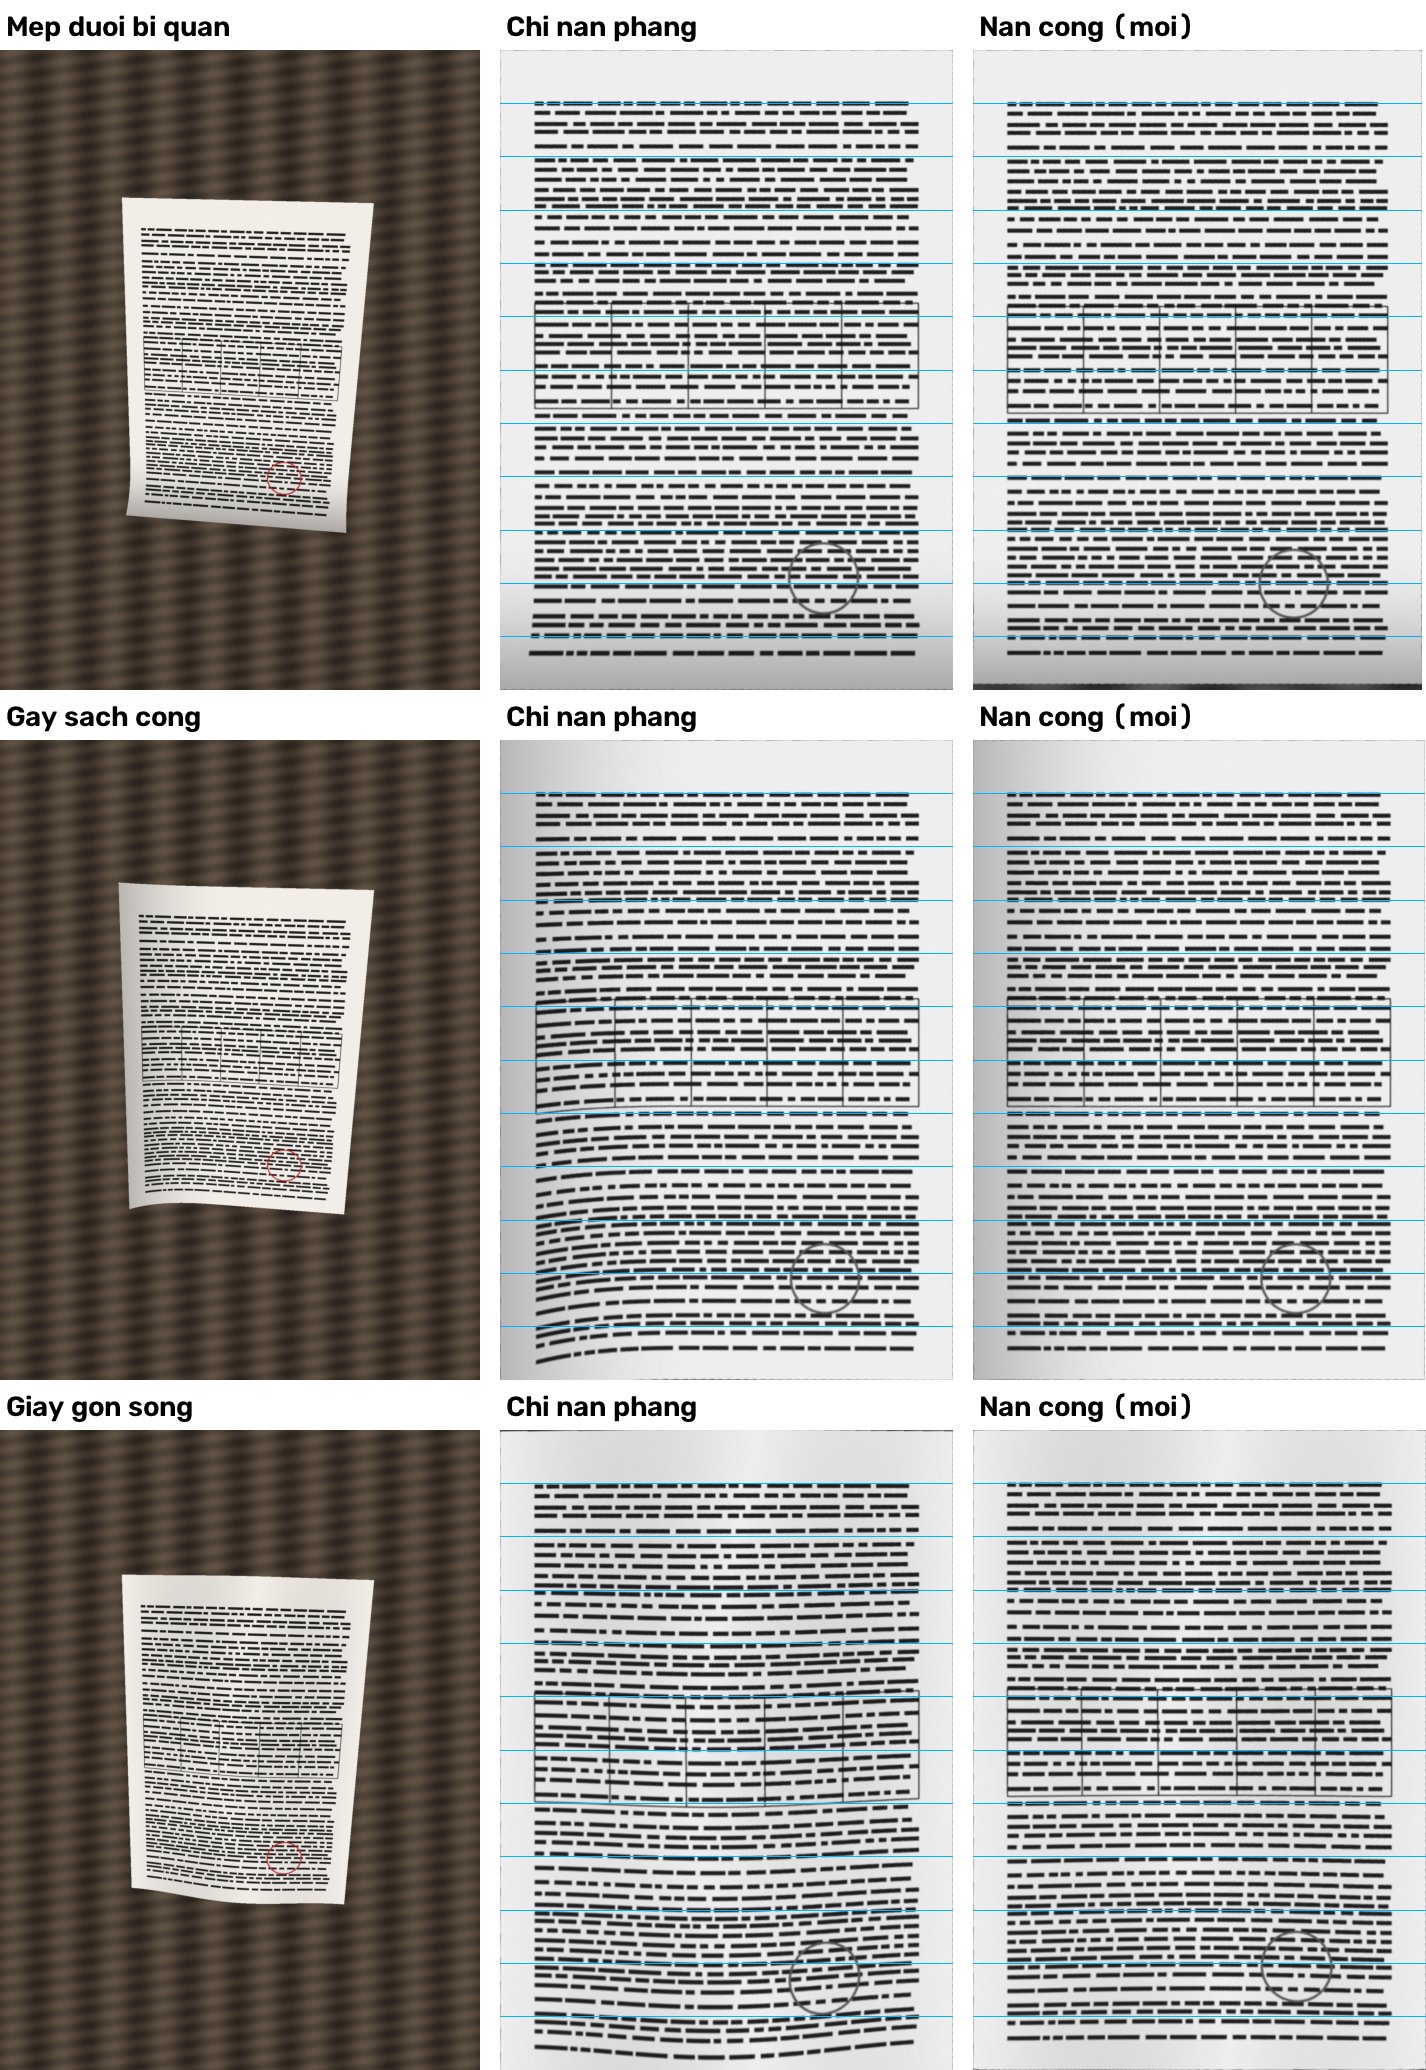 Mep duoi bi quan
Chi nan phang
Nan cong (moi)
Gay sach cong
Chi nan phang
Nan cong (moi)
Giay gon song
Chi nan phang
Nan cong (moi)